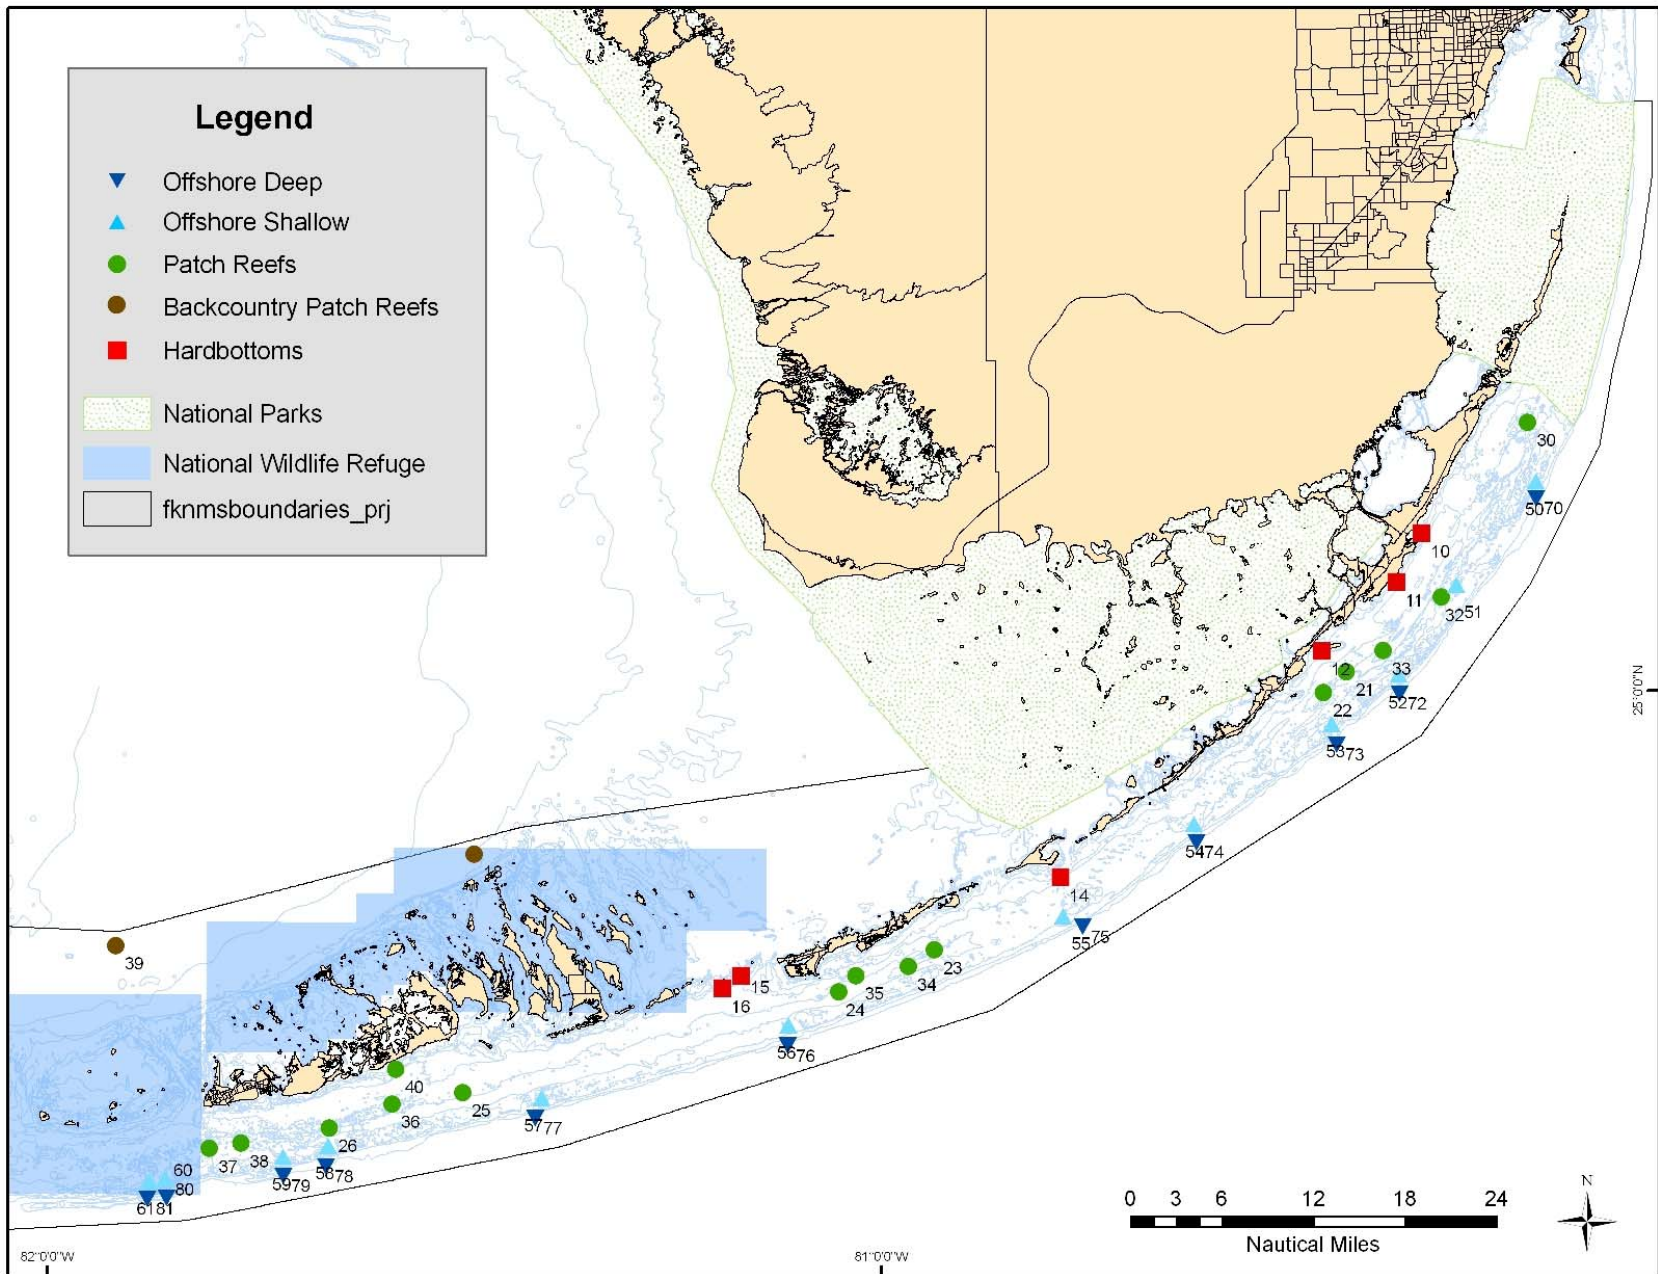 Legend
Offshore Deep
Offshore Shallow
Patch Reefs
Backcountry Patch Reefs
Hardbottoms
National Parks
National Wildlife Refuge
fknmsboundaries_prj
30
5070
10
11
3251
12
33
21
22
5272
5373
25°0'0"N
5474
18
14
5575
39
23
34
35
24
15
16
5676
40
36
25
5777
26
37
38
5878
5979
60
80
6181
0 3 6 12 18 24
Nautical Miles
N
82°0'0"W
81°0'0"W